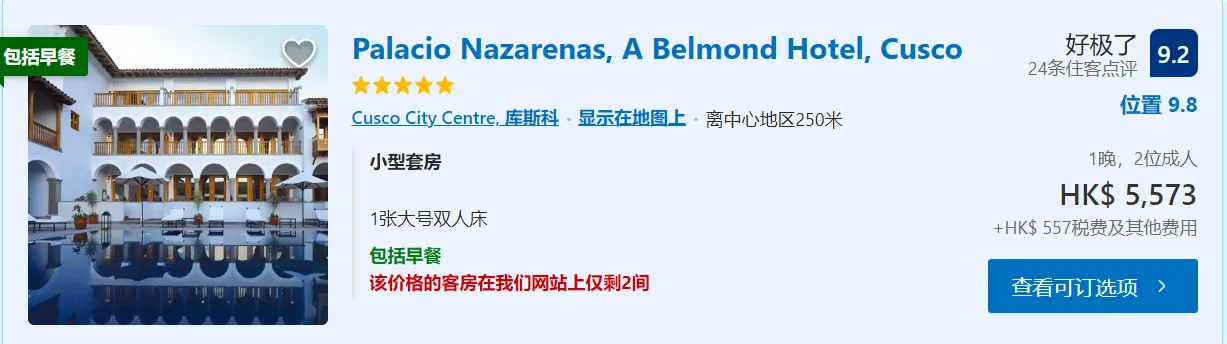 包括早餐
Palacio Nazarenas, A Belmond Hotel, Cusco
Cusco City Centre, 库斯科 · 显示在地图上 · 离中心地区250米
小型套房
1张大号双人床
包括早餐
该价格的客房在我们网站上仅剩2间
好极了
24条住客点评
9.2
位置 9.8
1晚，2位成人
HK$ 5,573
+HK$ 557税费及其他费用
查看可订选项